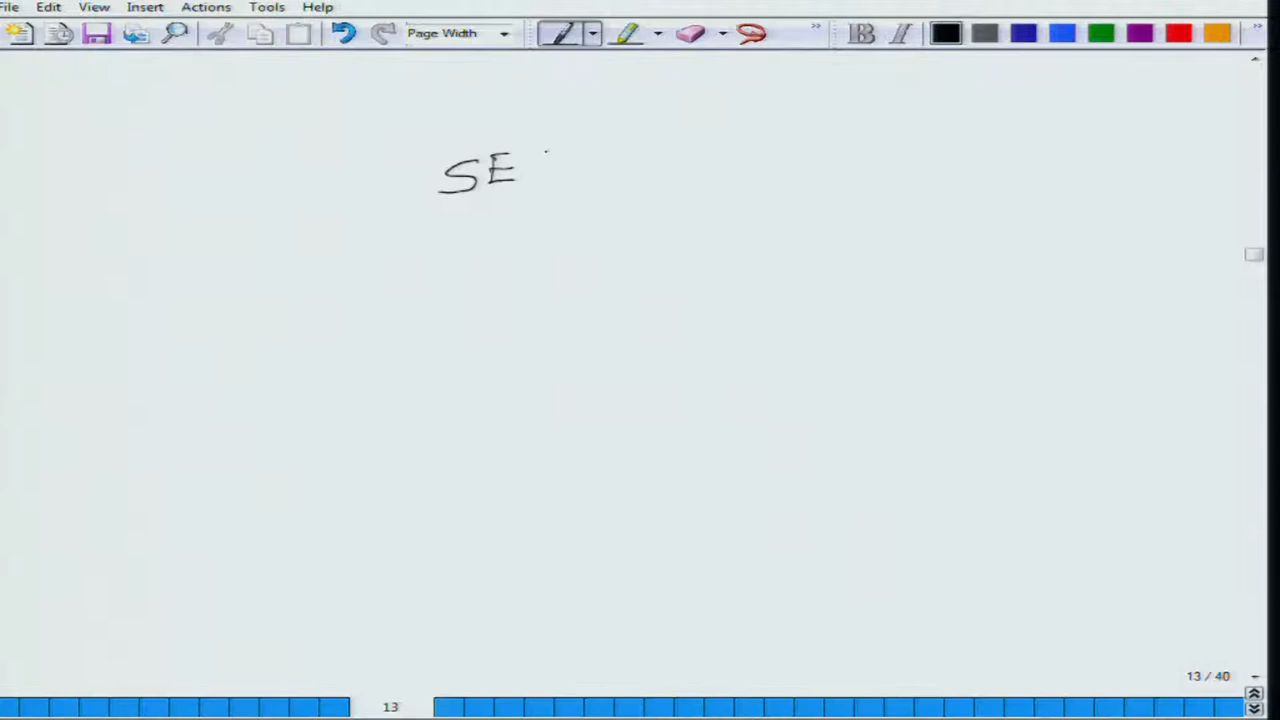 File Edit View Insert Actions Tools Help
Page Width B I
SE
13 / 40
13